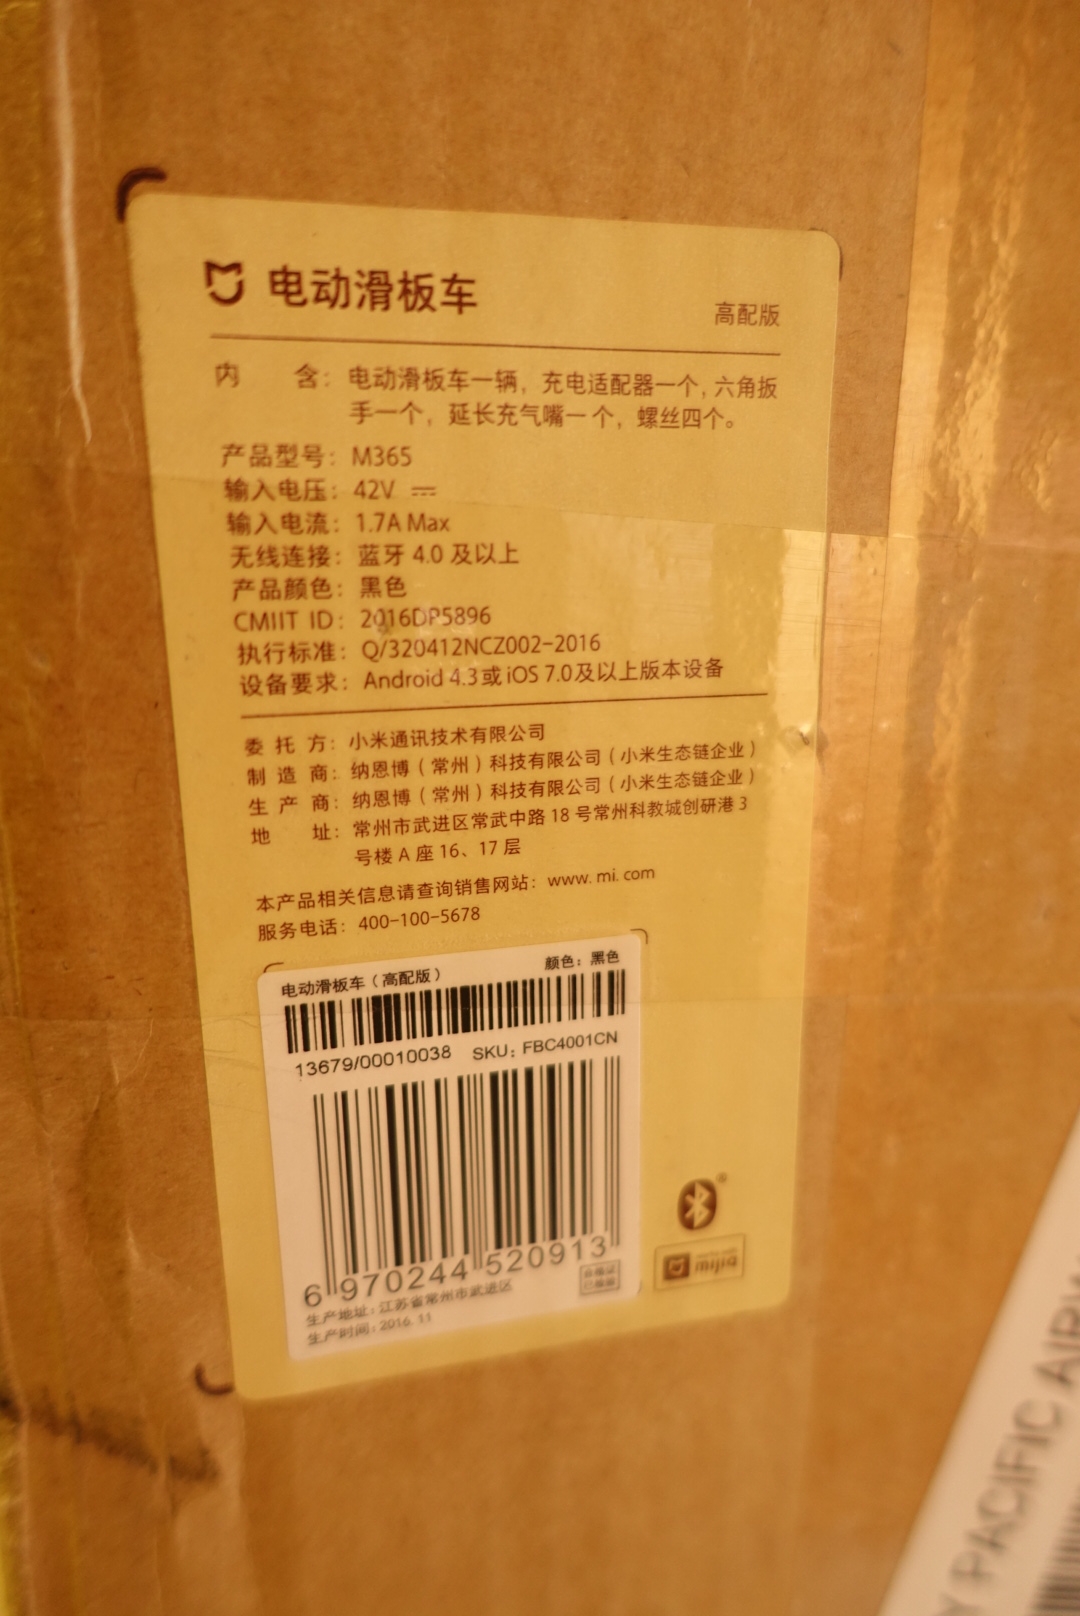 电动滑板车
高配版
内 含：电动滑板车一辆，充电适配器一个，六角扳
手一个，延长充气嘴一个，螺丝四个。
产品型号：M365
输入电压：42V ⎓
输入电流：1.7A Max
无线连接：蓝牙 4.0 及以上
产品颜色：黑色
CMIIT ID：2016DP5896
执行标准：Q/320412NCZ002-2016
设备要求：Android 4.3或iOS 7.0及以上版本设备
委 托 方：小米通讯技术有限公司
制 造 商：纳恩博（常州）科技有限公司（小米生态链企业）
生 产 商：纳恩博（常州）科技有限公司（小米生态链企业）
地 址：常州市武进区常武中路 18 号常州科教城创研港 3
号楼 A 座 16、17 层
本产品相关信息请查询销售网站：www. mi. com
服务电话：400-100-5678
电动滑板车（高配版） 颜色：黑色
13679/00010038 SKU：FBC4001CN
6 970244 520913
生产地址：江苏省常州市武进区
生产时间：2016.11
mijia
PACIFIC